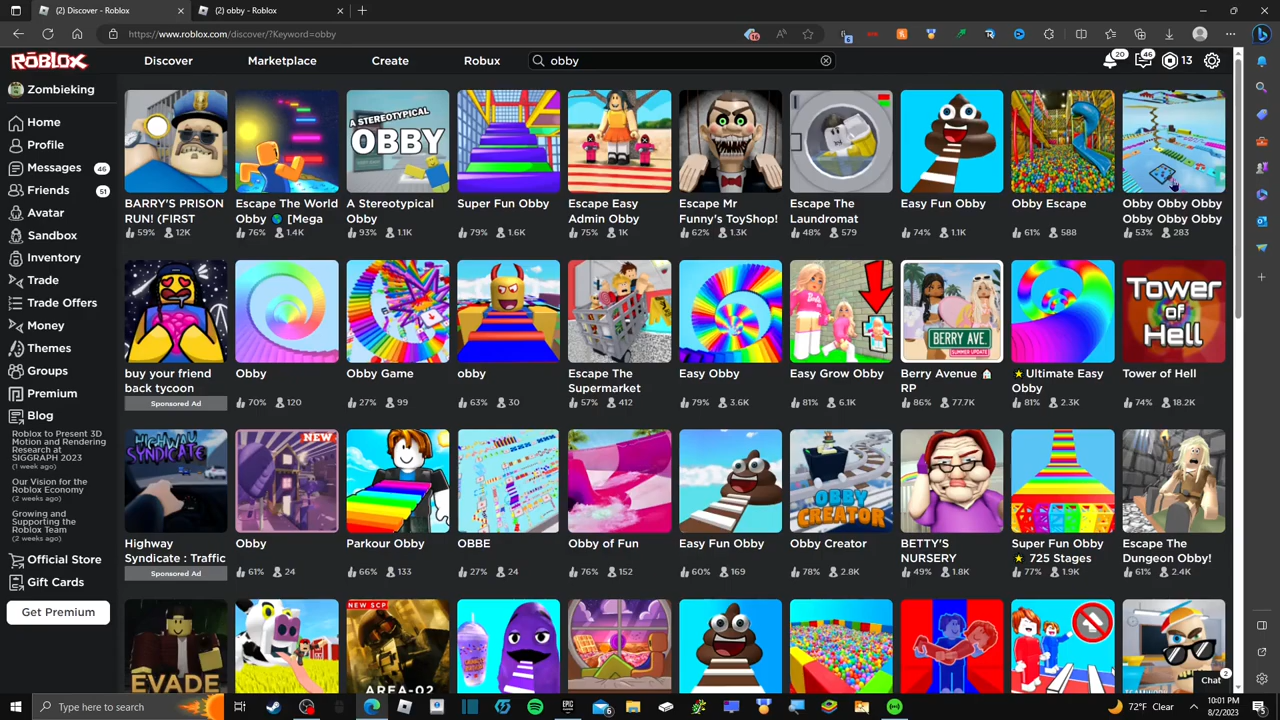 (2) Discover - Roblox
(2) obby - Roblox
https://www.roblox.com/discover/?Keyword=obby
16
6
ROBLOX
Discover
Marketplace
Create
Robux
obby
20
46
13
Zombieking
Home
Profile
Messages
46
Friends
51
Avatar
Sandbox
Inventory
Trade
Trade Offers
Money
Themes
Groups
Premium
Blog
Roblox to Present 3D
Motion and Rendering
Research at
SIGGRAPH 2023
(1 week ago)
Our Vision for the
Roblox Economy
(2 weeks ago)
Growing and
Supporting the
Roblox Team
(2 weeks ago)
Official Store
Gift Cards
Get Premium
BARRY'S PRISON
RUN! (FIRST
59% 12K
Escape The World
Obby 🌎 [Mega
76% 1.4K
A STEREOTYPICAL
OBBY
A Stereotypical
Obby
93% 1.1K
Super Fun Obby
79% 1.6K
Escape Easy
Admin Obby
75% 1K
Escape Mr
Funny's ToyShop!
62% 1.3K
Escape The
Laundromat
48% 579
Easy Fun Obby
74% 1.1K
Obby Escape
61% 588
Obby Obby Obby
Obby Obby Obby
53% 283
buy your friend
back tycoon
Sponsored Ad
Obby
70% 120
Obby Game
27% 99
obby
63% 30
Escape The
Supermarket
57% 412
Easy Obby
79% 3.6K
Easy Grow Obby
81% 6.1K
BERRY AVE.
SUMMER UPDATE
Berry Avenue 🏠
RP
86% 77.7K
⭐Ultimate Easy
Obby
81% 2.3K
Tower
of
Hell
Tower of Hell
74% 18.2K
HIGHWAY
SYNDICATE
Highway
Syndicate : Traffic
Sponsored Ad
NEW
Obby
61% 24
Parkour Obby
66% 133
OBBE
27% 24
Obby of Fun
76% 152
Easy Fun Obby
60% 169
OBBY
CREATOR
Obby Creator
78% 2.8K
BETTY'S
NURSERY
49% 1.8K
Super Fun Obby
⭐ 725 Stages
77% 1.9K
Escape The
Dungeon Obby!
61% 2.4K
EVADE
NEW SCP
AREA-02
TEAMWORK
Chat
2
Type here to search
6
72°F Clear
10:01 PM
8/2/2023
5